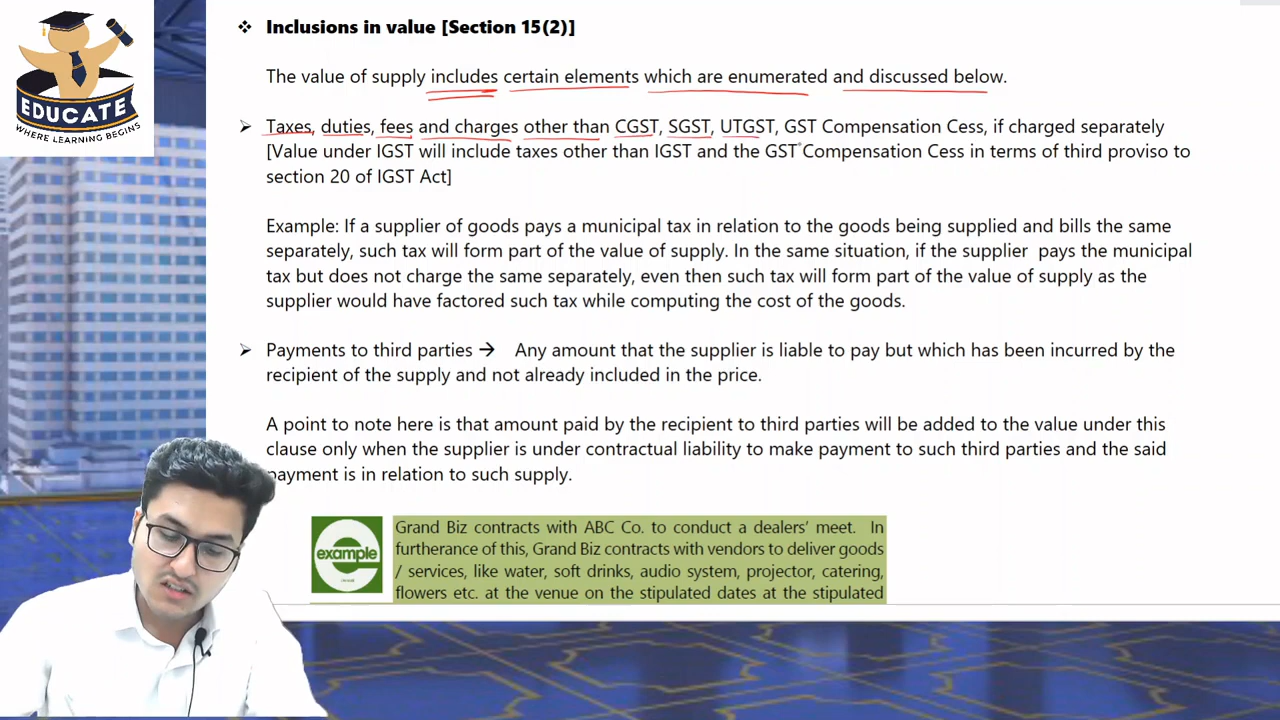 EDUCATE
WHERE LEARNING BEGINS
❖ Inclusions in value [Section 15(2)]
The value of supply includes certain elements which are enumerated and discussed below.
➢ Taxes, duties, fees and charges other than CGST, SGST, UTGST, GST Compensation Cess, if charged separately
[Value under IGST will include taxes other than IGST and the GST Compensation Cess in terms of third proviso to
section 20 of IGST Act]
Example: If a supplier of goods pays a municipal tax in relation to the goods being supplied and bills the same
separately, such tax will form part of the value of supply. In the same situation, if the supplier pays the municipal
tax but does not charge the same separately, even then such tax will form part of the value of supply as the
supplier would have factored such tax while computing the cost of the goods.
➢ Payments to third parties → Any amount that the supplier is liable to pay but which has been incurred by the
recipient of the supply and not already included in the price.
A point to note here is that amount paid by the recipient to third parties will be added to the value under this
clause only when the supplier is under contractual liability to make payment to such third parties and the said
payment is in relation to such supply.
example
Grand Biz contracts with ABC Co. to conduct a dealers' meet. In
furtherance of this, Grand Biz contracts with vendors to deliver goods
/ services, like water, soft drinks, audio system, projector, catering,
flowers etc. at the venue on the stipulated dates at the stipulated